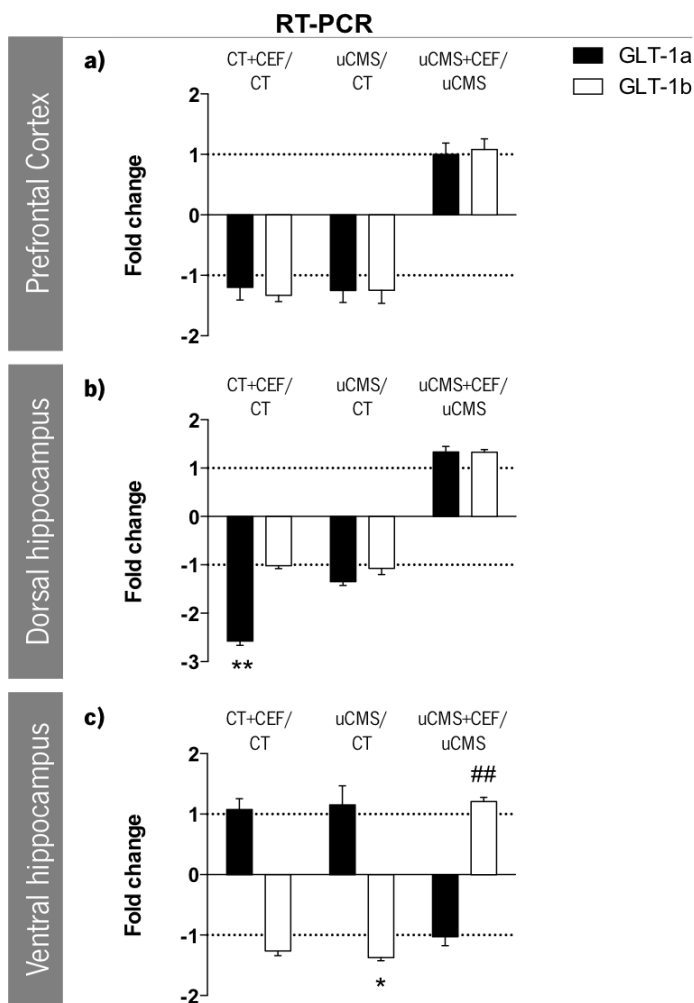 RT-PCR
GLT-1a
GLT-1b
Prefrontal Cortex
a)
CT+CEF/
CT
uCMS/
CT
uCMS+CEF/
uCMS
Fold change
2
1
0
-1
-2
Dorsal hippocampus
b)
CT+CEF/
CT
uCMS/
CT
uCMS+CEF/
uCMS
Fold change
2
1
0
-1
-2
-3
**
Ventral hippocampus
c)
CT+CEF/
CT
uCMS/
CT
uCMS+CEF/
uCMS
##
Fold change
2
1
0
-1
-2
*